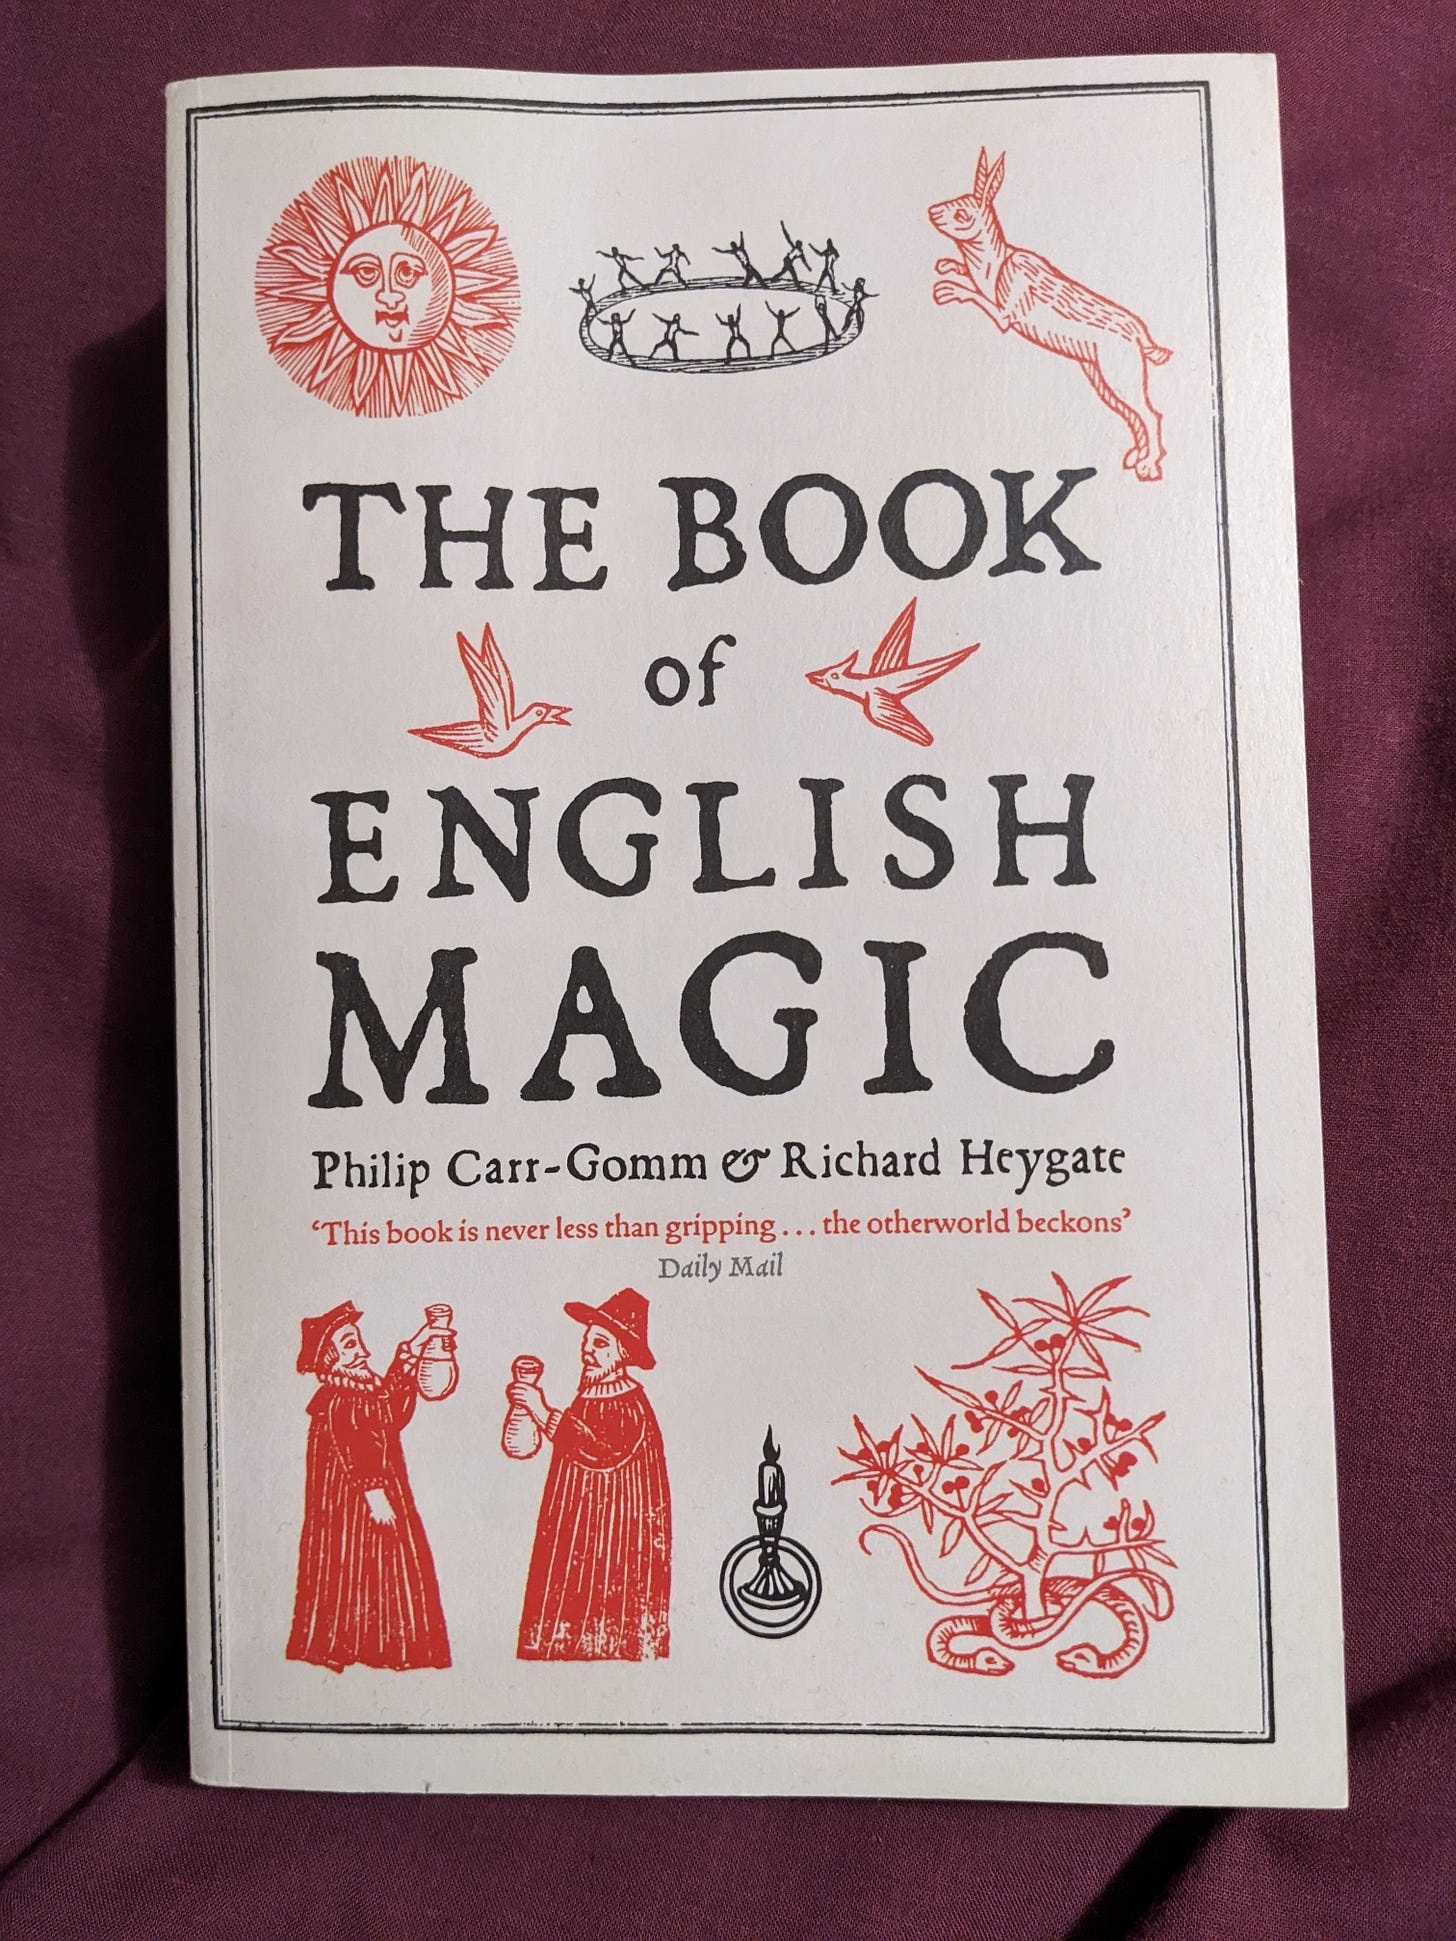 THE BOOK
of
ENGLISH
MAGIC
Philip Carr-Gomm & Richard Heygate
‘This book is never less than gripping . . . the otherworld beckons’
Daily Mail